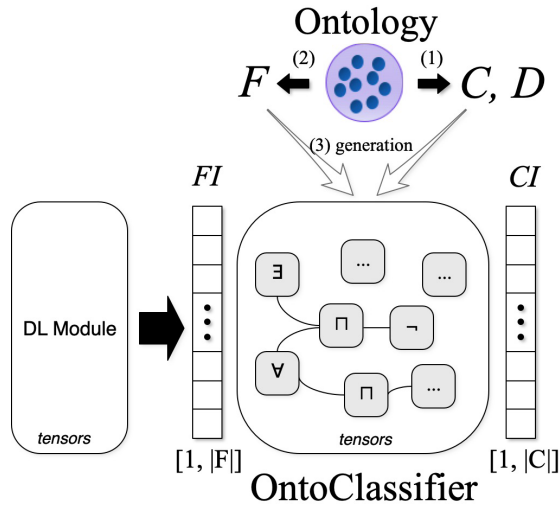 Ontology
(2)
(1)
F
C, D
(3) generation
FI
CI
DL Module
tensors
∃
...
...
⊓
¬
∀
⊓
...
tensors
[1, |F|]
[1, |C|]
OntoClassifier